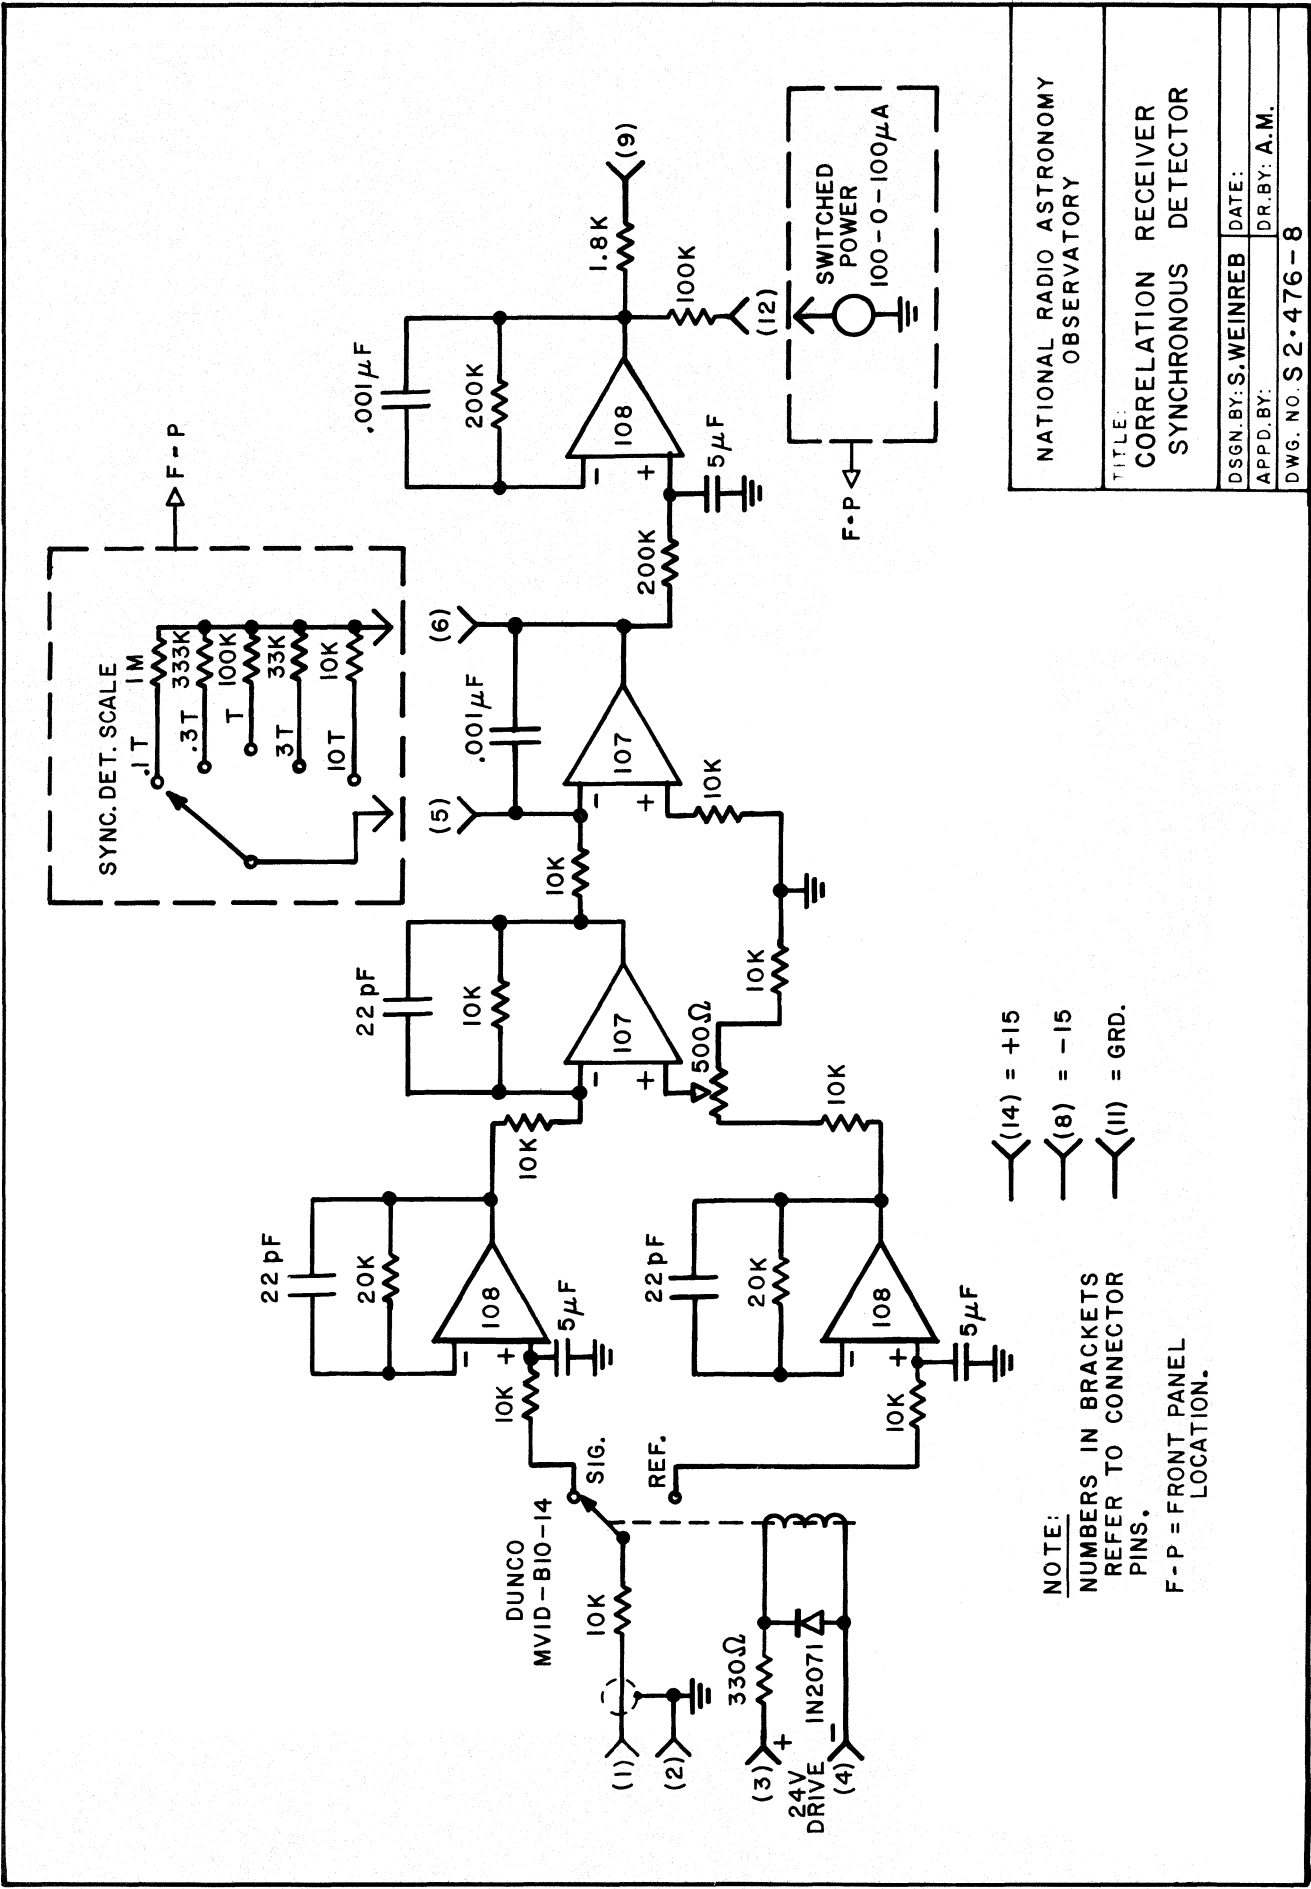 SYNC. DET. SCALE
.1T
1M
.3T
333K
T
100K
3T
33K
10T
10K
F-P
(5)
(6)
.001µF
22pF
20K
108
+
-
10K
5µF
10K
22pF
10K
107
-
+
10K
.001µF
107
-
+
10K
200K
.001µF
200K
108
-
+
5µF
1.8K
(9)
100K
(12)
SWITCHED
POWER
100-0-100µA
F-P
DUNCO
MVID-B10-14
SIG.
REF.
10K
(1)
(2)
330Ω
(3)
+
24V
DRIVE
-
(4)
1N2071
10K
22pF
20K
108
-
+
5µF
10K
500Ω
10K
(14) = +15
(8) = -15
(11) = GRD.
NOTE:
NUMBERS IN BRACKETS
REFER TO CONNECTOR
PINS.
F-P = FRONT PANEL
LOCATION.
NATIONAL RADIO ASTRONOMY
OBSERVATORY
TITLE:
CORRELATION RECEIVER
SYNCHRONOUS DETECTOR
DSGN. BY: S. WEINREB DATE:
APPD. BY: DR. BY: A.M.
DWG. NO. S2·476-8